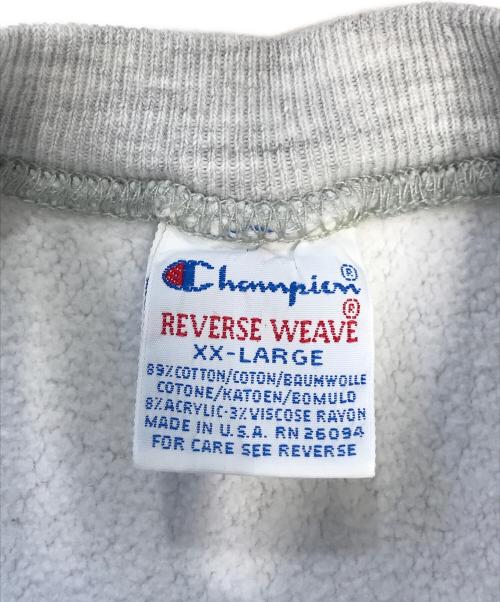 Champion®
REVERSE WEAVE®
XX-LARGE
89%COTTON/COTON/BAUMWOLLE
COTONE/KATOEN/BOMULD
8%ACRYLIC-3%VISCOSE RAYON
MADE IN U.S.A. RN 26094
FOR CARE SEE REVERSE